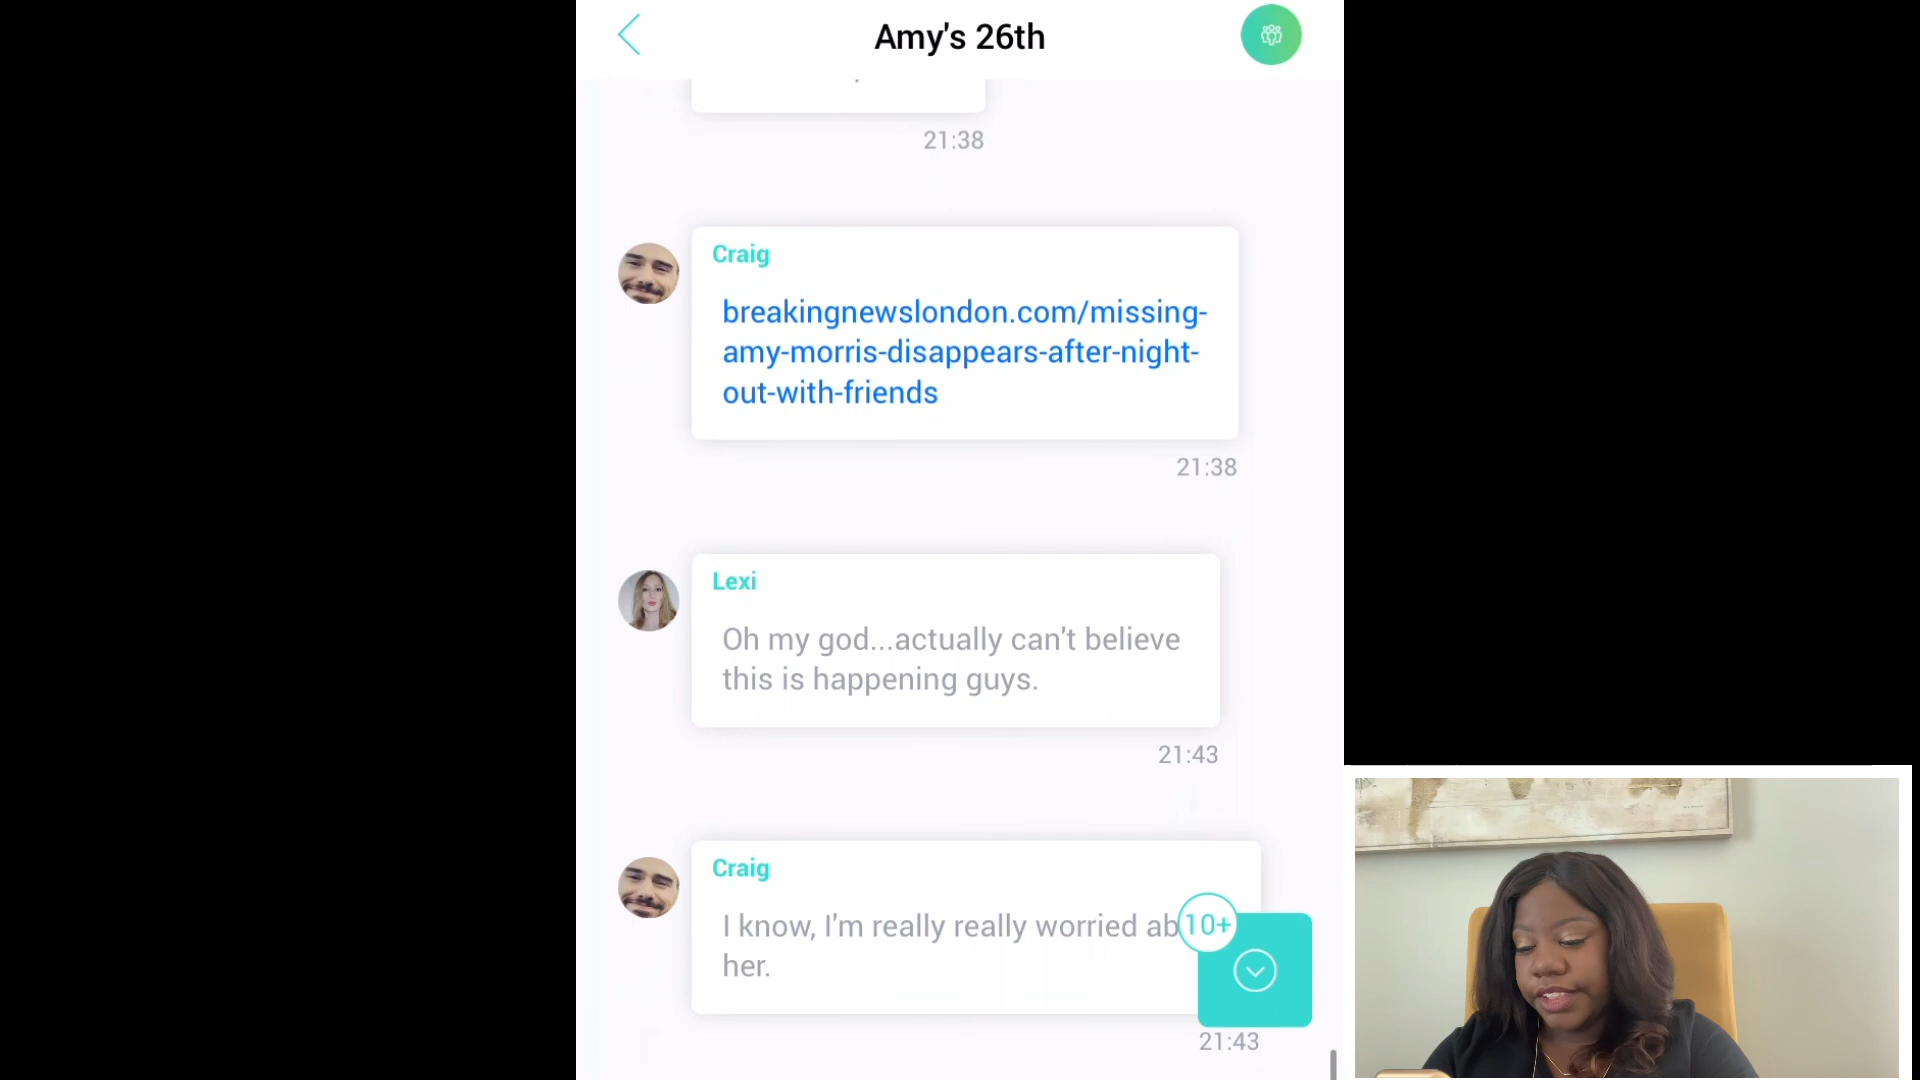 Amy's 26th
21:38
Craig
breakingnewslondon.com/missing-
amy-morris-disappears-after-night-
out-with-friends
21:38
Lexi
Oh my god...actually can't believe
this is happening guys.
21:43
Craig
I know, I'm really really worried ab
10+
her.
21:43